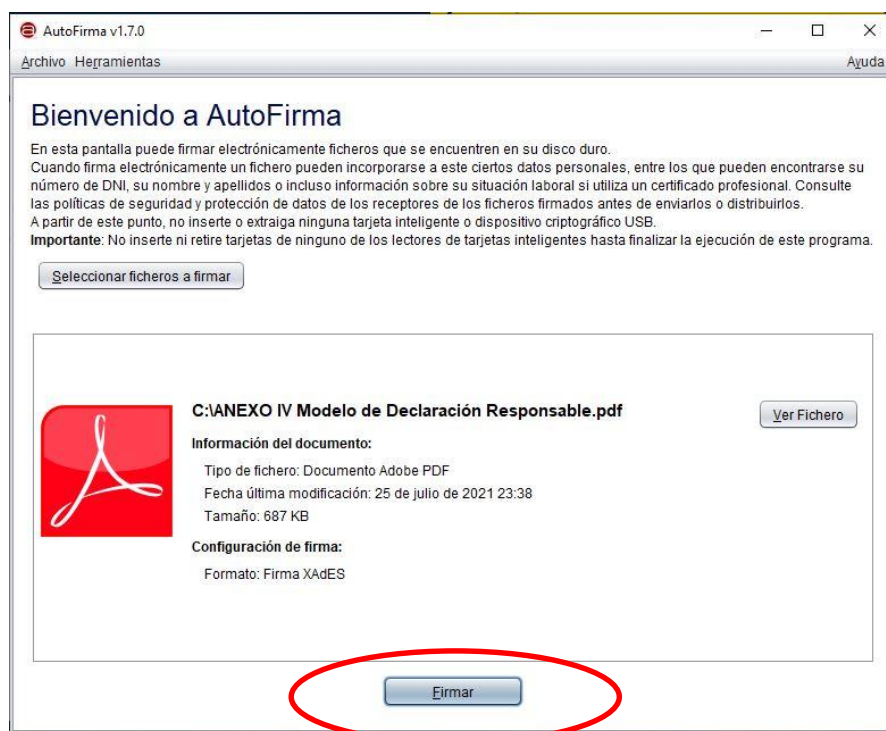 AutoFirma v1.7.0
Archivo Herramientas Ayuda
Bienvenido a AutoFirma
En esta pantalla puede firmar electrónicamente ficheros que se encuentren en su disco duro.
Cuando firma electrónicamente un fichero pueden incorporarse a este ciertos datos personales, entre los que pueden encontrarse su
número de DNI, su nombre y apellidos o incluso información sobre su situación laboral si utiliza un certificado profesional. Consulte
las políticas de seguridad y protección de datos de los receptores de los ficheros firmados antes de enviarlos o distribuirlos.
A partir de este punto, no inserte o extraiga ninguna tarjeta inteligente o dispositivo criptográfico USB.
Importante: No inserte ni retire tarjetas de ninguno de los lectores de tarjetas inteligentes hasta finalizar la ejecución de este programa.
Seleccionar ficheros a firmar
C:\ANEXO IV Modelo de Declaración Responsable.pdf
Ver Fichero
Información del documento:
Tipo de fichero: Documento Adobe PDF
Fecha última modificación: 25 de julio de 2021 23:38
Tamaño: 687 KB
Configuración de firma:
Formato: Firma XAdES
Firmar